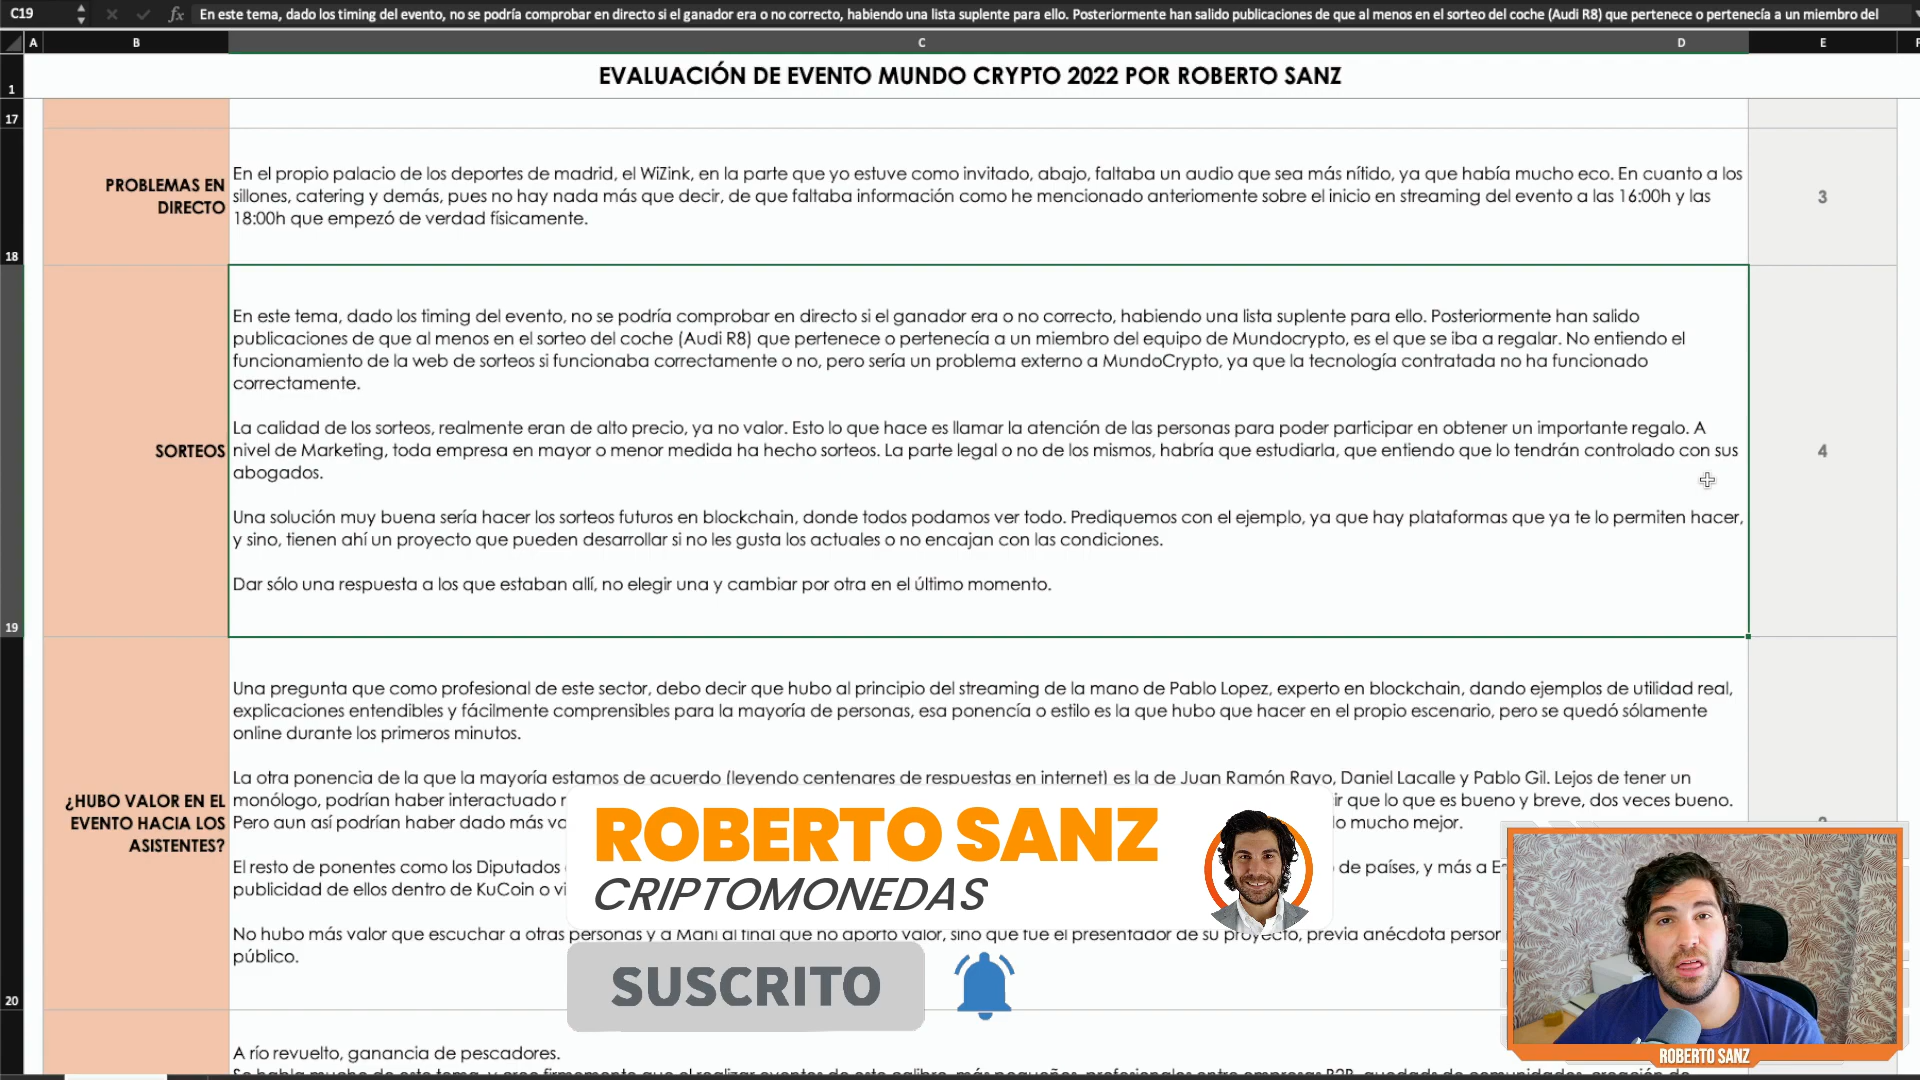 C19
fx
En este tema, dado los timing del evento, no se podría comprobar en directo si el ganador era o no correcto, habiendo una lista suplente para ello. Posteriormente han salido publicaciones de que al menos en el sorteo del coche (Audi R8) que pertenece o pertenecía a un miembro del
A B C D E F
1
EVALUACIÓN DE EVENTO MUNDO CRYPTO 2022 POR ROBERTO SANZ
17
PROBLEMAS EN
DIRECTO
En el propio palacio de los deportes de madrid, el WiZink, en la parte que yo estuve como invitado, abajo, faltaba un audio que sea más nítido, ya que había mucho eco. En cuanto a los
sillones, catering y demás, pues no hay nada más que decir, de que faltaba información como he mencionado anteriomente sobre el inicio en streaming del evento a las 16:00h y las
18:00h que empezó de verdad físicamente.
3
18
SORTEOS
En este tema, dado los timing del evento, no se podría comprobar en directo si el ganador era o no correcto, habiendo una lista suplente para ello. Posteriormente han salido
publicaciones de que al menos en el sorteo del coche (Audi R8) que pertenece o pertenecía a un miembro del equipo de Mundocrypto, es el que se iba a regalar. No entiendo el
funcionamiento de la web de sorteos si funcionaba correctamente o no, pero sería un problema externo a MundoCrypto, ya que la tecnología contratada no ha funcionado
correctamente.
La calidad de los sorteos, realmente eran de alto precio, ya no valor. Esto lo que hace es llamar la atención de las personas para poder participar en obtener un importante regalo. A
nivel de Marketing, toda empresa en mayor o menor medida ha hecho sorteos. La parte legal o no de los mismos, habría que estudiarla, que entiendo que lo tendrán controlado con sus
abogados.
Una solución muy buena sería hacer los sorteos futuros en blockchain, donde todos podamos ver todo. Prediquemos con el ejemplo, ya que hay plataformas que ya te lo permiten hacer,
y sino, tienen ahí un proyecto que pueden desarrollar si no les gusta los actuales o no encajan con las condiciones.
Dar sólo una respuesta a los que estaban allí, no elegir una y cambiar por otra en el último momento.
4
19
¿HUBO VALOR EN EL
EVENTO HACIA LOS
ASISTENTES?
Una pregunta que como profesional de este sector, debo decir que hubo al principio del streaming de la mano de Pablo Lopez, experto en blockchain, dando ejemplos de utilidad real,
explicaciones entendibles y fácilmente comprensibles para la mayoría de personas, esa ponencía o estilo es la que hubo que hacer en el propio escenario, pero se quedó sólamente
online durante los primeros minutos.
La otra ponencia de la que la mayoría estamos de acuerdo (leyendo centenares de respuestas en internet) es la de Juan Ramón Rayo, Daniel Lacalle y Pablo Gil. Lejos de tener un
monólogo, podrían haber interactuado ir que lo que es bueno y breve, dos veces bueno.
Pero aun así podrían haber dado más lo mucho mejor.
El resto de ponentes como los Diputados de países, y más a
publicidad de ellos dentro de KuCoin o
No hubo más valor que escuchar a otras personas y a Mani al final que no aportó valor, sino que fue el presentador de su proyecto, previa anécdota
público.
20
A río revuelto, ganancia de pescadores.
ROBERTO SANZ
CRIPTOMONEDAS
SUSCRITO
ROBERTO SANZ